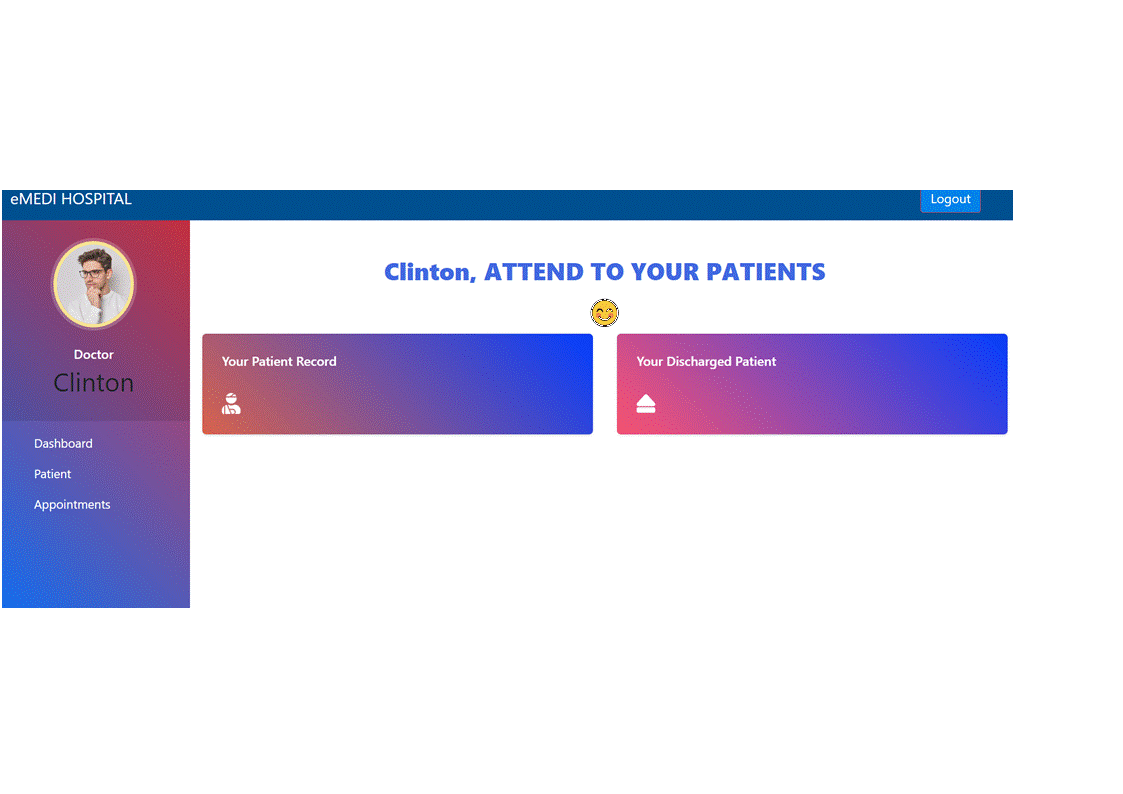 eMEDI HOSPITAL
Logout
Doctor
Clinton
Dashboard
Patient
Appointments
Clinton, ATTEND TO YOUR PATIENTS
Your Patient Record
Your Discharged Patient